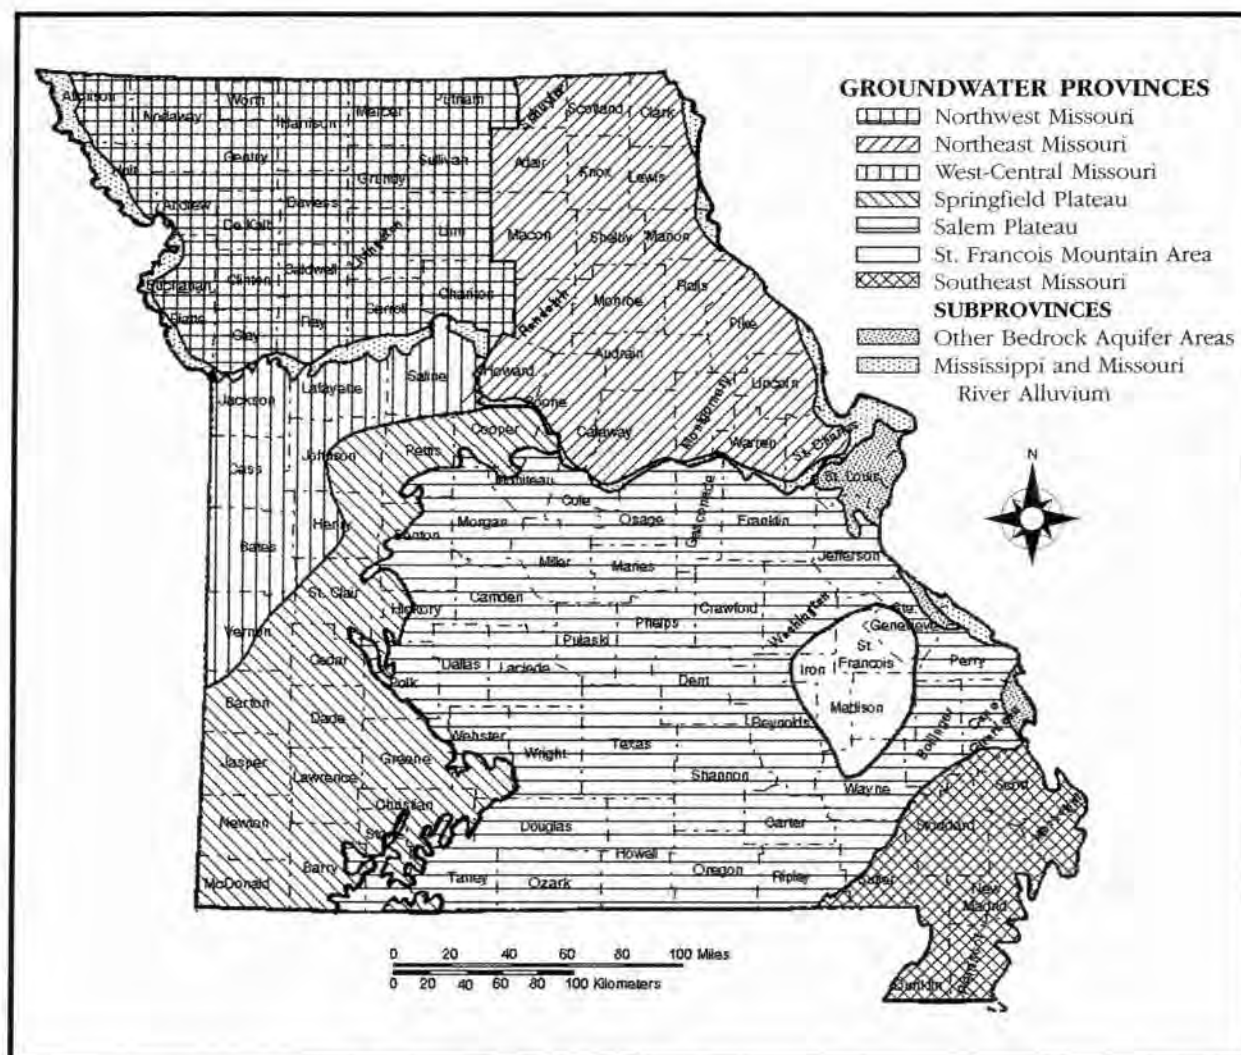 GROUNDWATER PROVINCES
Northwest Missouri
Northeast Missouri
West-Central Missouri
Springfield Plateau
Salem Plateau
St. Francois Mountain Area
Southeast Missouri
SUBPROVINCES
Other Bedrock Aquifer Areas
Mississippi and Missouri
River Alluvium
N
Atchison
Nodaway
Worth
Harrison
Mercer
Putnam
Schuyler
Scotland
Clark
Holt
Gentry
Grundy
Sullivan
Adair
Knox
Lewis
Andrew
De Kalb
Daviess
Livingston
Linn
Macon
Shelby
Marion
Buchanan
Clinton
Caldwell
Carroll
Chariton
Randolph
Monroe
Ralls
Platte
Clay
Ray
Pike
Audrain
Howard
Boone
Saline
Lafayette
Jackson
Lincoln
Montgomery
Warren
St. Charles
Callaway
Cooper
Pettis
Johnson
Cass
St. Louis
Moniteau
Cole
Osage
Gasconade
Franklin
Morgan
Henry
Benton
Bates
Miller
Maries
Jefferson
St. Clair
Hickory
Camden
Phelps
Crawford
Washington
Ste.
Genevieve
Vernon
Cedar
Pulaski
Dallas
Laclede
Dent
Iron
St.
Francois
Perry
Polk
Barton
Dade
Madison
Reynolds
Bollinger
Cape
Girardeau
Webster
Wright
Texas
Jasper
Lawrence
Greene
Shannon
Wayne
Scott
Christian
Newton
Douglas
Carter
Stoddard
Barry
McDonald
Howell
Taney
Ozark
Oregon
Ripley
Butler
New
Madrid
Pemiscot
Dunklin
0 20 40 60 80 100 Miles
0 20 40 60 80 100 Kilometers